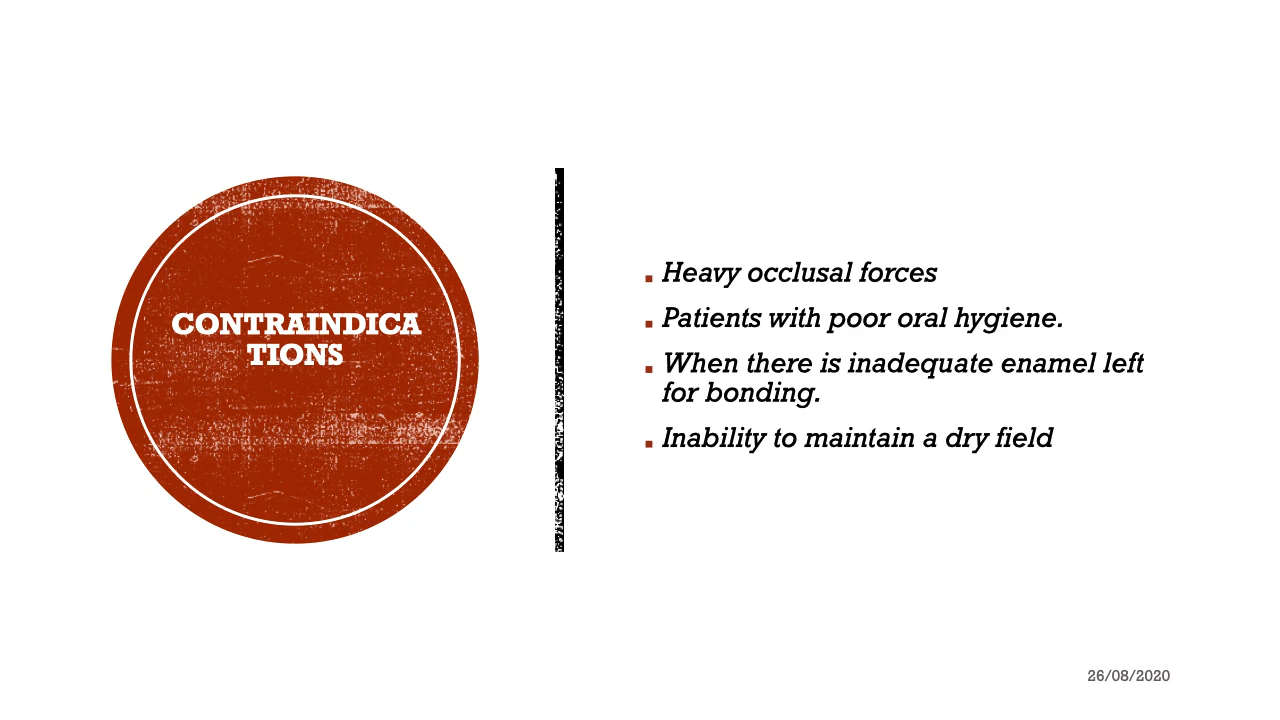 CONTRAINDICA
TIONS
▪ Heavy occlusal forces
▪ Patients with poor oral hygiene.
▪ When there is inadequate enamel left
for bonding.
▪ Inability to maintain a dry field
26/08/2020